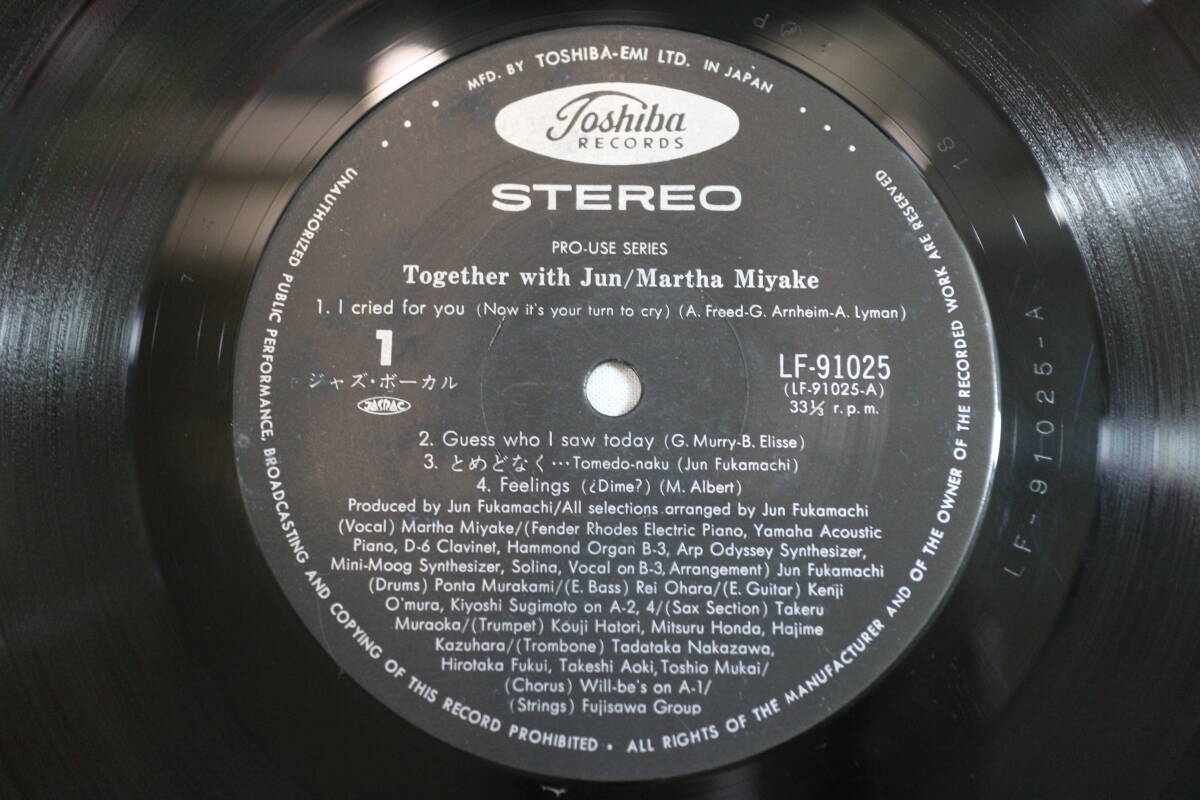 MFD. BY TOSHIBA-EMI LTD. IN JAPAN
Toshiba
RECORDS
STEREO
PRO-USE SERIES
Together with Jun/Martha Miyake
1. I cried for you (Now it's your turn to cry) (A. Freed-G. Arnheim-A. Lyman)
1
ジャズ・ボーカル
JASRAC
LF-91025
(LF-91025-A)
33⅓ r.p.m.
2. Guess who I saw today (G. Murry-B. Elisse)
3. とめどなく…Tomedo-naku (Jun Fukamachi)
4. Feelings (¿Dime?) (M. Albert)
Produced by Jun Fukamachi/All selections arranged by Jun Fukamachi
(Vocal) Martha Miyake/(Fender Rhodes Electric Piano, Yamaha Acoustic
Piano, D-6 Clavinet, Hammond Organ B-3, Arp Odyssey Synthesizer,
Mini-Moog Synthesizer, Solina, Vocal on B-3, Arrangement) Jun Fukamachi
(Drums) Ponta Murakami/(E. Bass) Rei Ohara/(E. Guitar) Kenji
O'mura, Kiyoshi Sugimoto on A-2, 4/(Sax Section) Takeru
Muraoka/(Trumpet) Kouji Hatori, Mitsuru Honda, Hajime
Kazuhara/(Trombone) Tadataka Nakazawa,
Hirotaka Fukui, Takeshi Aoki, Toshio Mukai/
(Chorus) Will-be's on A-1/
(Strings) Fujisawa Group
UNAUTHORIZED PUBLIC PERFORMANCE, BROADCASTING AND COPYING OF THIS RECORD PROHIBITED • ALL RIGHTS OF THE MANUFACTURER AND OF THE OWNER OF THE RECORDED WORK ARE RESERVED
LF-91025-A
1S
7